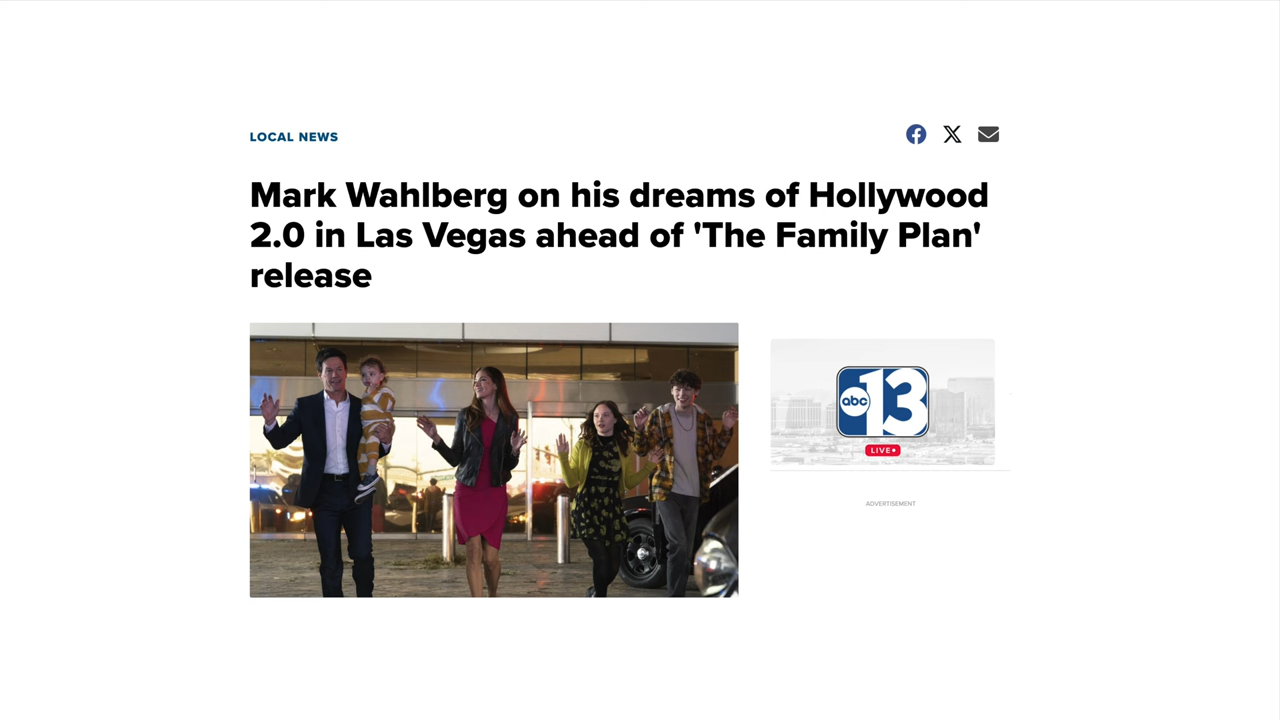 LOCAL NEWS
Mark Wahlberg on his dreams of Hollywood
2.0 in Las Vegas ahead of 'The Family Plan'
release
abc 13
LIVE
ADVERTISEMENT